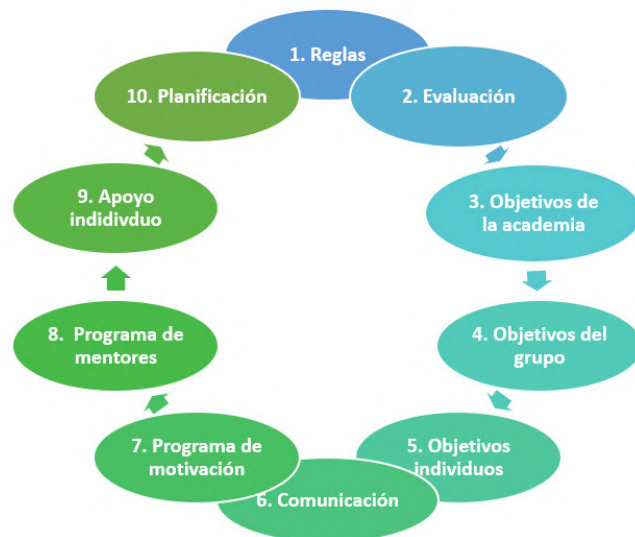 1. Reglas
2. Evaluación
3. Objetivos de
la academia
4. Objetivos del
grupo
5. Objetivos
individuos
6. Comunicación
7. Programa de
motivación
8. Programa de
mentores
9. Apoyo
indidivduo
10. Planificación